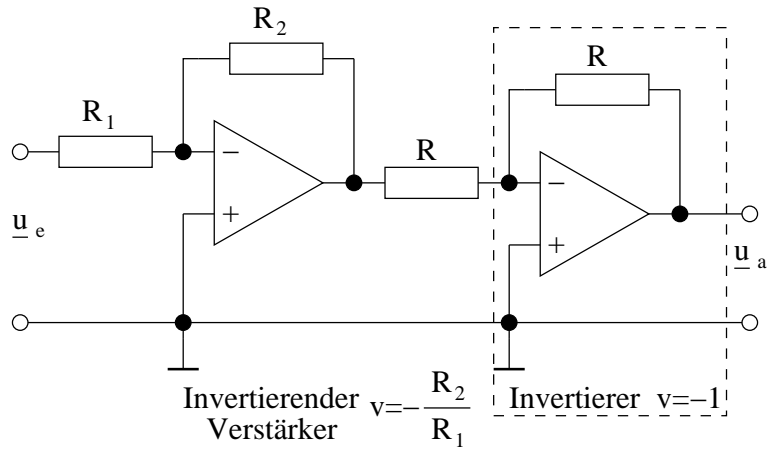 R2
R
R1
R
−
−
+
+
u e
u a
Invertierender
Verstärker
v=−R2/R1
Invertierer v=−1